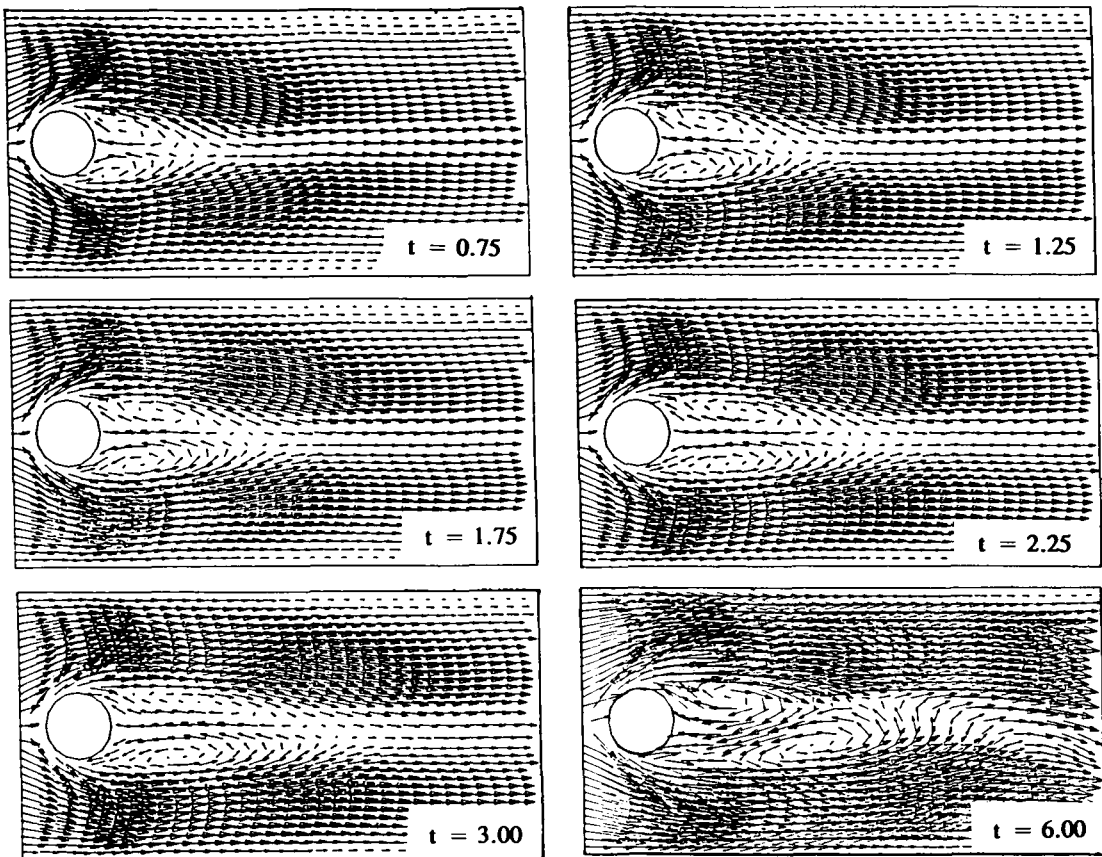 t = 0.75
t = 1.25
t = 1.75
t = 2.25
t = 3.00
t = 6.00